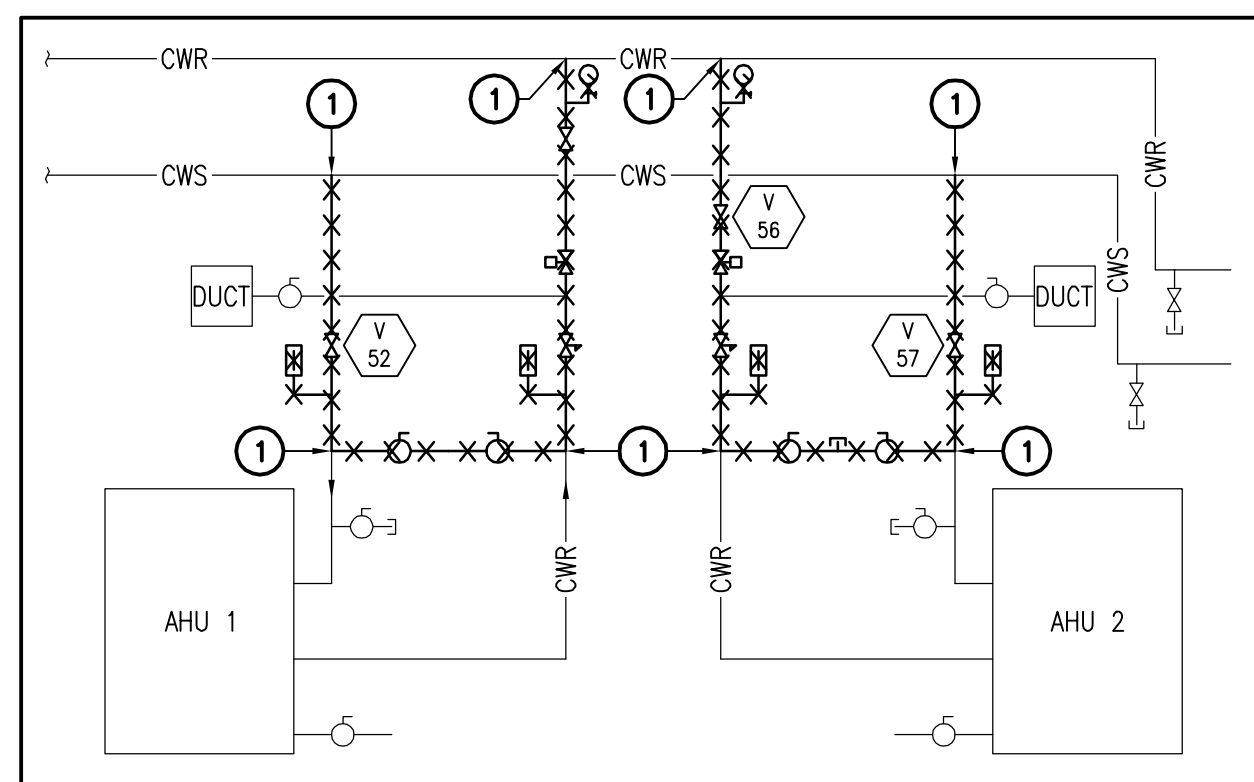 CWR CWR
1 1 1 1
CWS CWS CWR
V
56
CWS
DUCT DUCT
V
52
V
57
1 1 1
CWR CWR
AHU 1 AHU 2